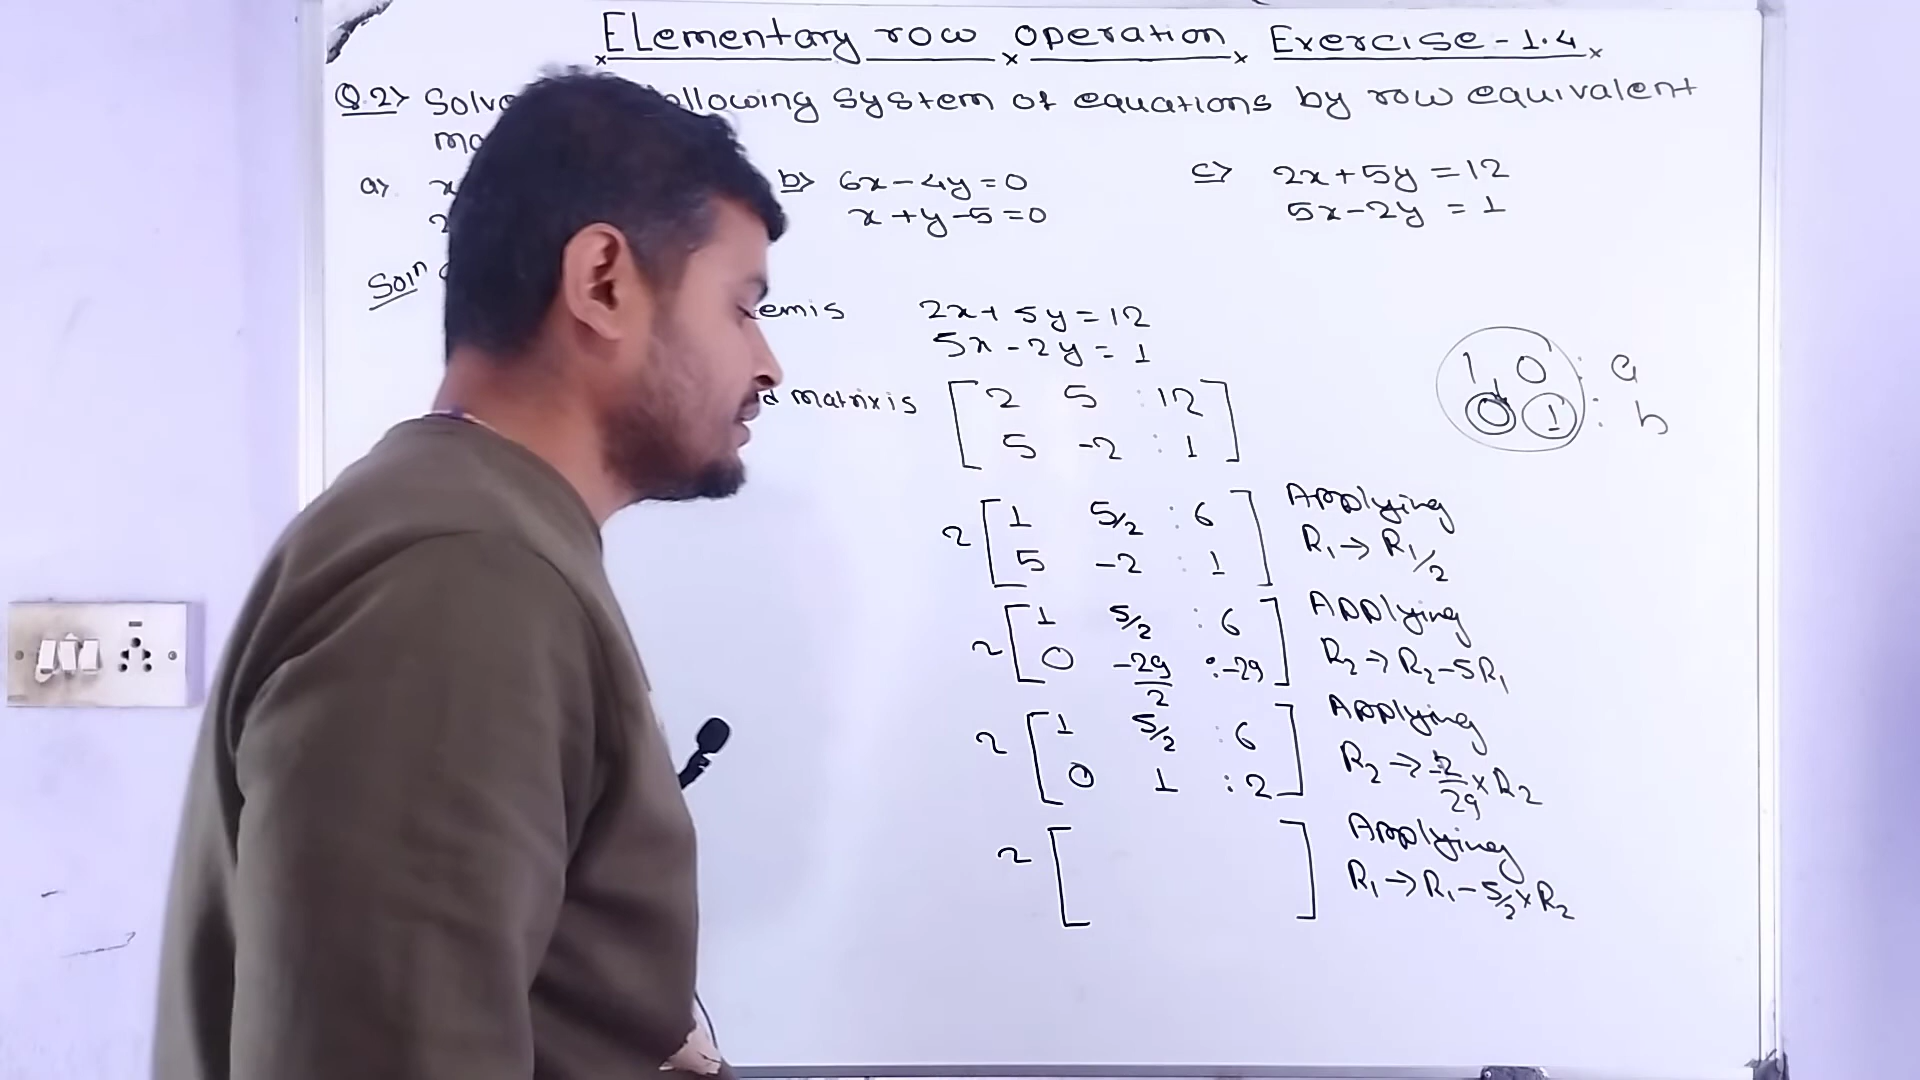 Elementary row operation Exercise - 1.4
Q.2> Solve following system of equations by row equivalent
a> b> 6x-4y=0 c> 2x+5y=12
x+y-5=0 5x-2y=1
Solⁿ
2x+5y=12
5x-2y=1
matrix is [2 5 :12
5 -2 :1]
1 0 : a
0 1 : b
~ [1 5/2 :6
5 -2 :1] Applying
R₁→R₁/2
~ [1 5/2 :6
0 -29/2 :-29] Applying
R₂→R₂-5R₁
~ [1 5/2 :6
0 1 :2] Applying
R₂→-2/29×R₂
~ [ ] Applying
R₁→R₁-5/2×R₂